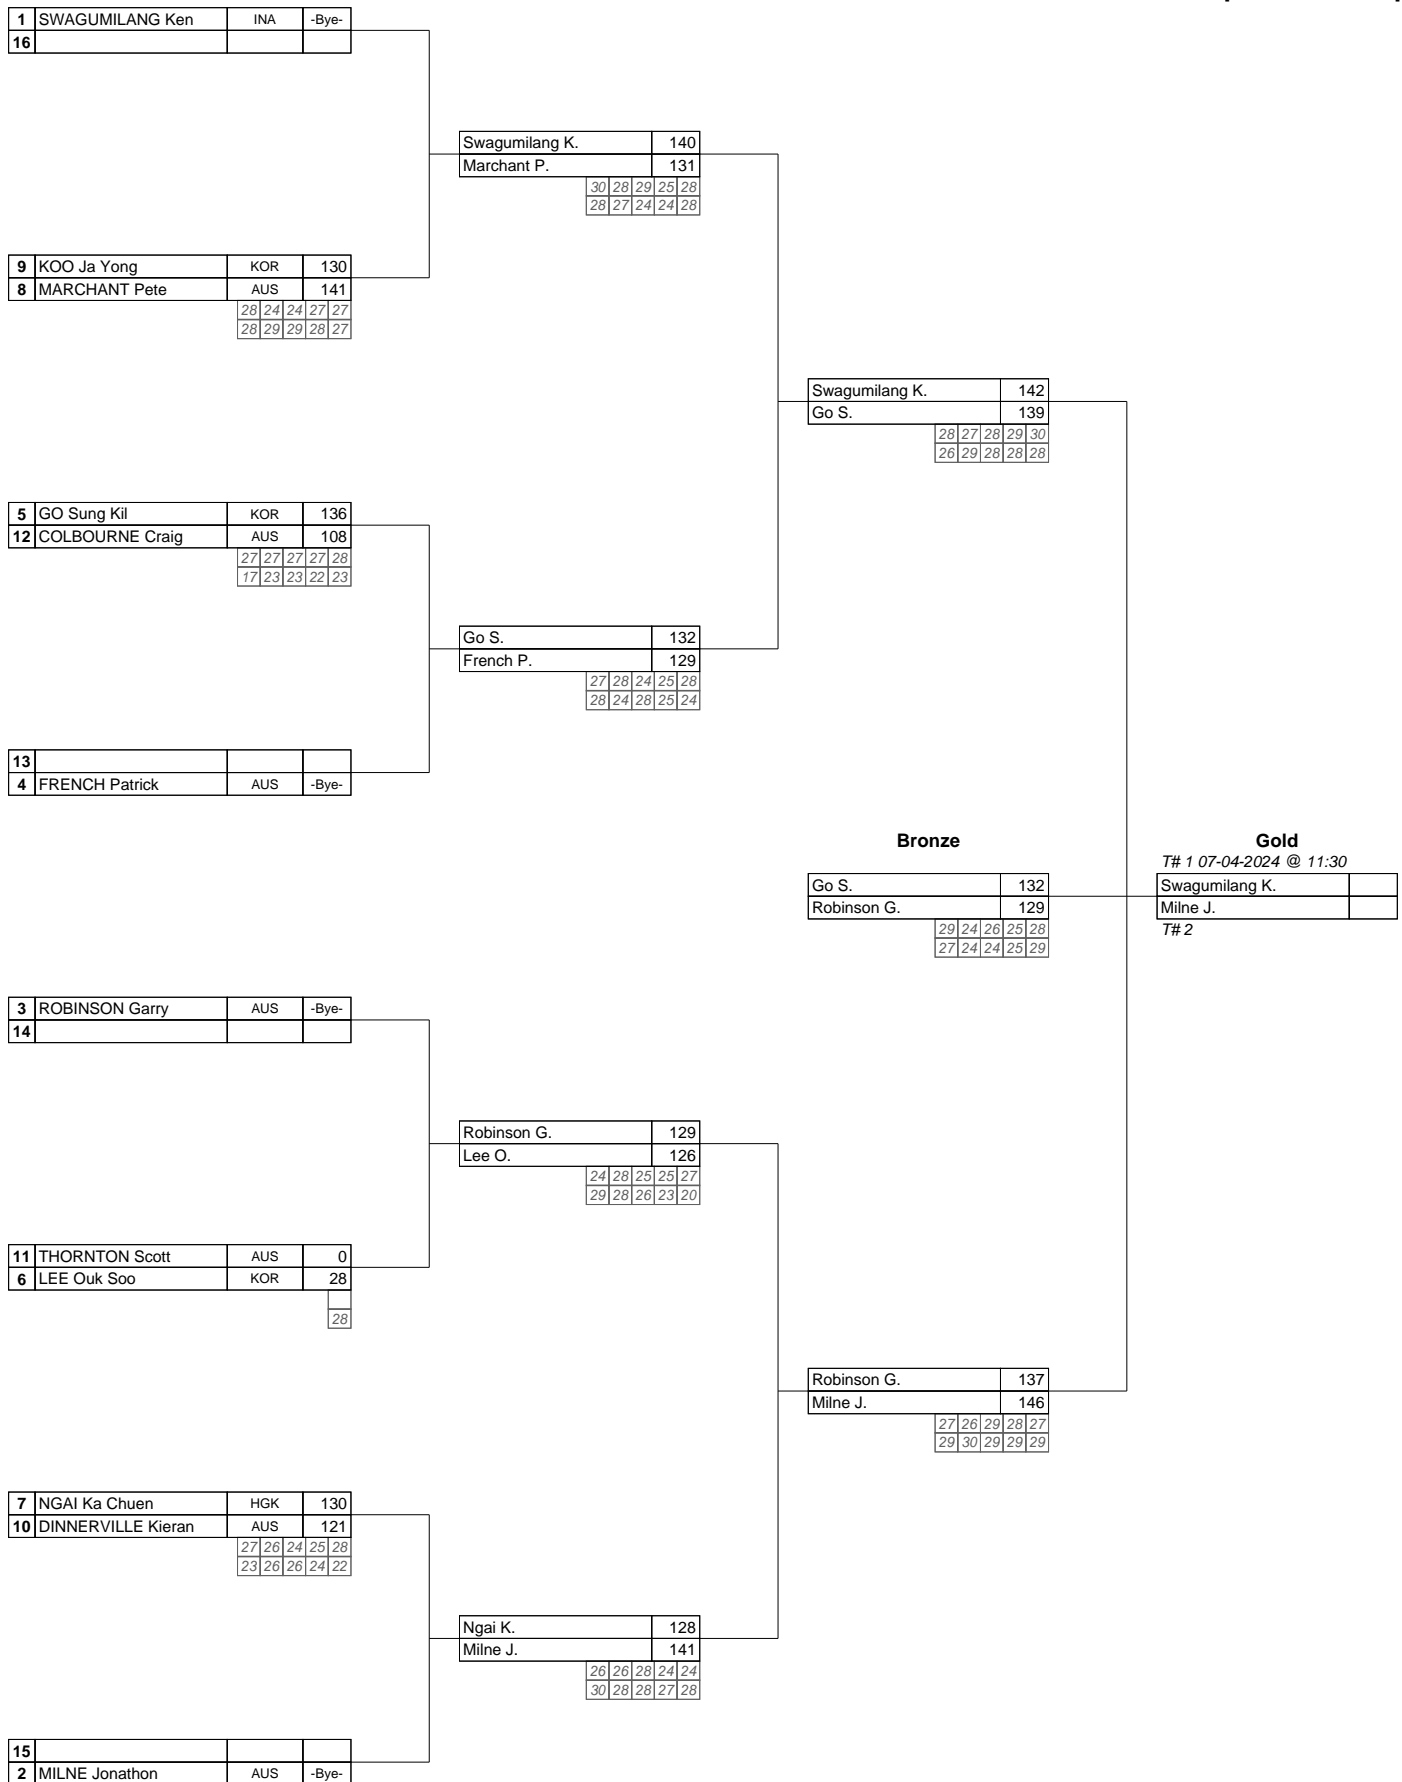 1 SWAGUMILANG Ken INA -Bye-
16
Swagumilang K. 140
Marchant P. 131
30 28 29 25 28
28 27 24 24 28
9 KOO Ja Yong KOR 130
8 MARCHANT Pete AUS 141
28 24 24 27 27
28 29 29 28 27
Swagumilang K. 142
Go S. 139
28 27 28 29 30
26 29 28 28 28
5 GO Sung Kil KOR 136
12 COLBOURNE Craig AUS 108
27 27 27 27 28
17 23 23 22 23
Go S. 132
French P. 129
27 28 24 25 28
28 24 28 25 24
13
4 FRENCH Patrick AUS -Bye-
Bronze Gold
T# 1 07-04-2024 @ 11:30
Go S. 132 Swagumilang K.
Robinson G. 129 Milne J.
29 24 26 25 28 T# 2
27 24 24 25 29
3 ROBINSON Garry AUS -Bye-
14
Robinson G. 129
Lee O. 126
24 28 25 25 27
29 28 26 23 20
11 THORNTON Scott AUS 0
6 LEE Ouk Soo KOR 28
28
Robinson G. 137
Milne J. 146
27 26 29 28 27
29 30 29 29 29
7 NGAI Ka Chuen HGK 130
10 DINNERVILLE Kieran AUS 121
27 26 24 25 28
23 26 26 24 22
Ngai K. 128
Milne J. 141
26 26 28 24 24
30 28 28 27 28
15
2 MILNE Jonathon AUS -Bye-